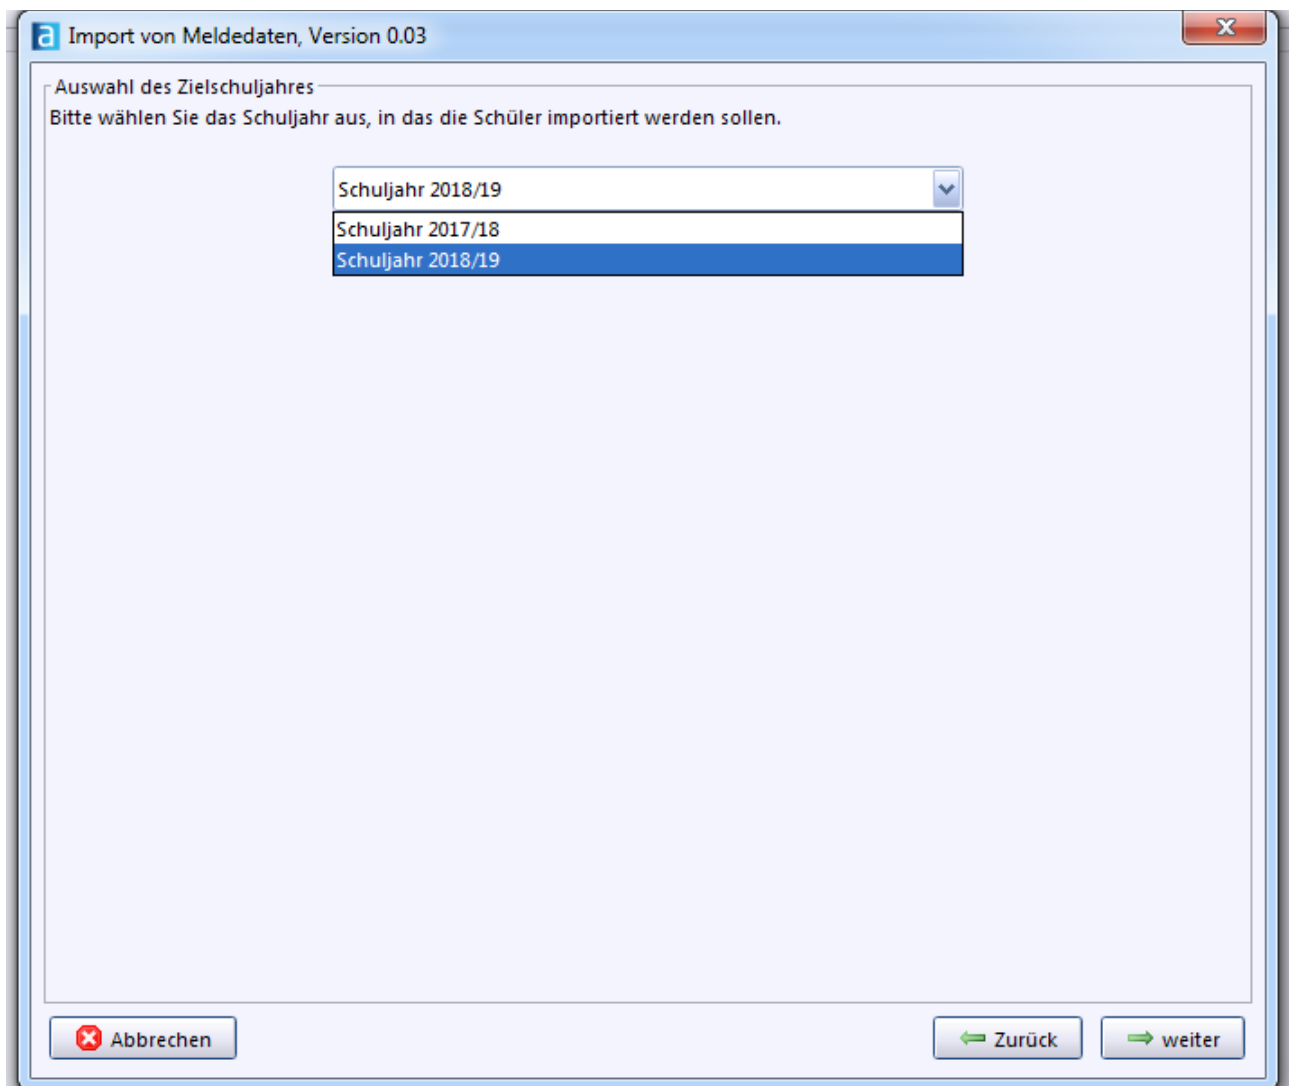 Import von Meldedaten, Version 0.03
Auswahl des Zielschuljahres
Bitte wählen Sie das Schuljahr aus, in das die Schüler importiert werden sollen.
Schuljahr 2018/19
Schuljahr 2017/18
Schuljahr 2018/19
Abbrechen
Zurück
weiter